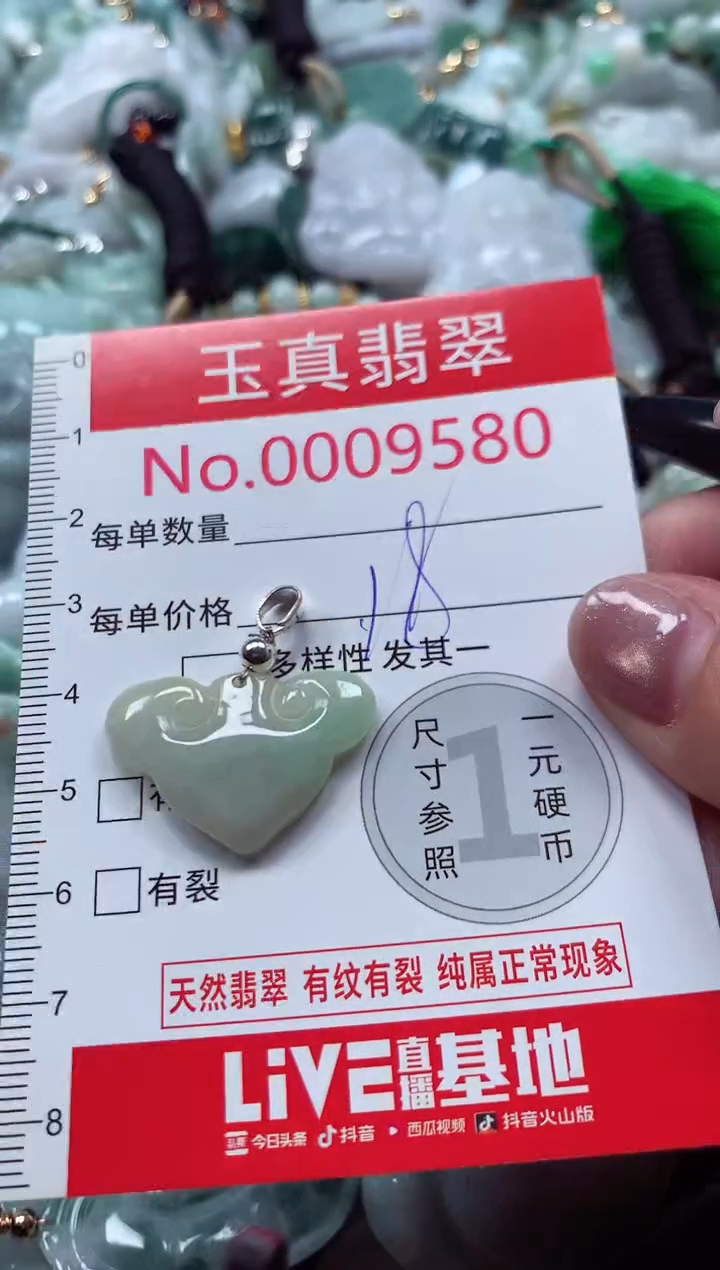 玉真翡翠
No.0009580
每单数量
每单价格 18
多样性 发其一
有裂
尺寸参照
1
一元硬币
天然翡翠 有纹有裂 纯属正常现象
LiVE直播基地
头条 今日头条 抖音 西瓜视频 抖音火山版
0
1
2
3
4
5
6
7
8